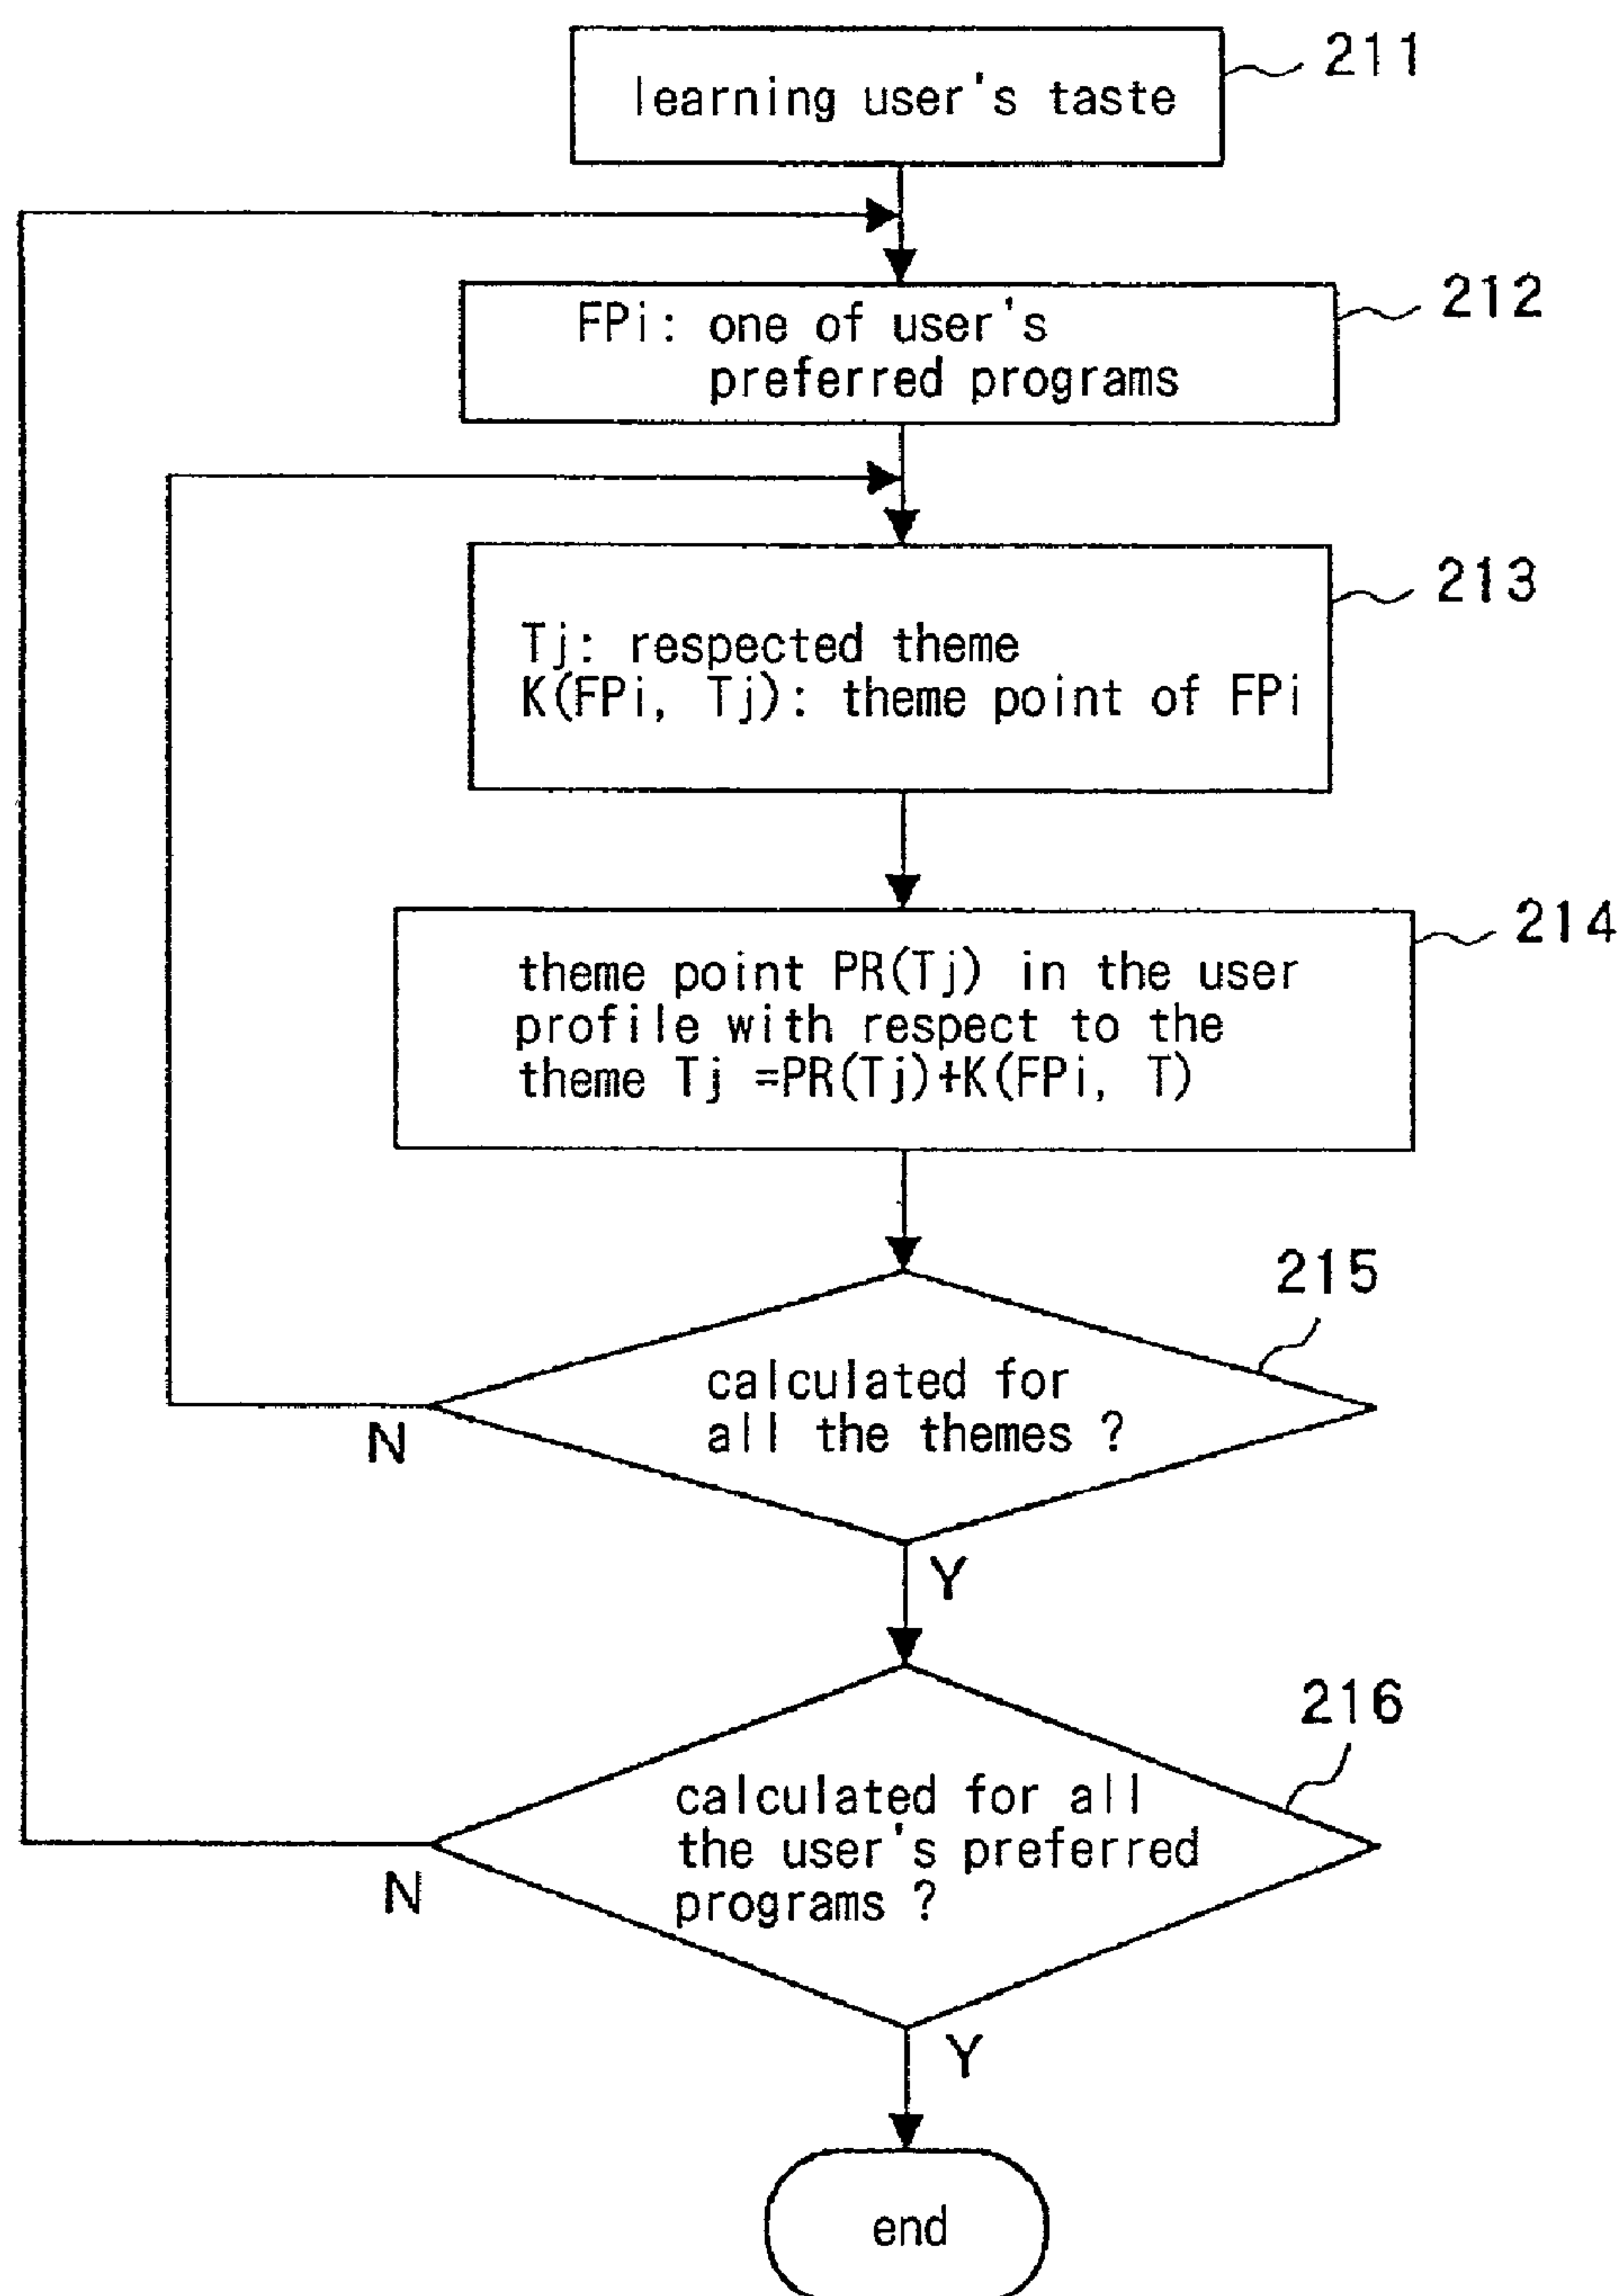 learning user's taste
211
FPi: one of user's
preferred programs
212
Tj: respected theme
K(FPi, Tj): theme point of FPi
213
theme point PR(Tj) in the user
profile with respect to the
theme Tj =PR(Tj)+K(FPi, T)
214
calculated for
all the themes ?
215
N
Y
calculated for all
the user's preferred
programs ?
216
N
Y
end